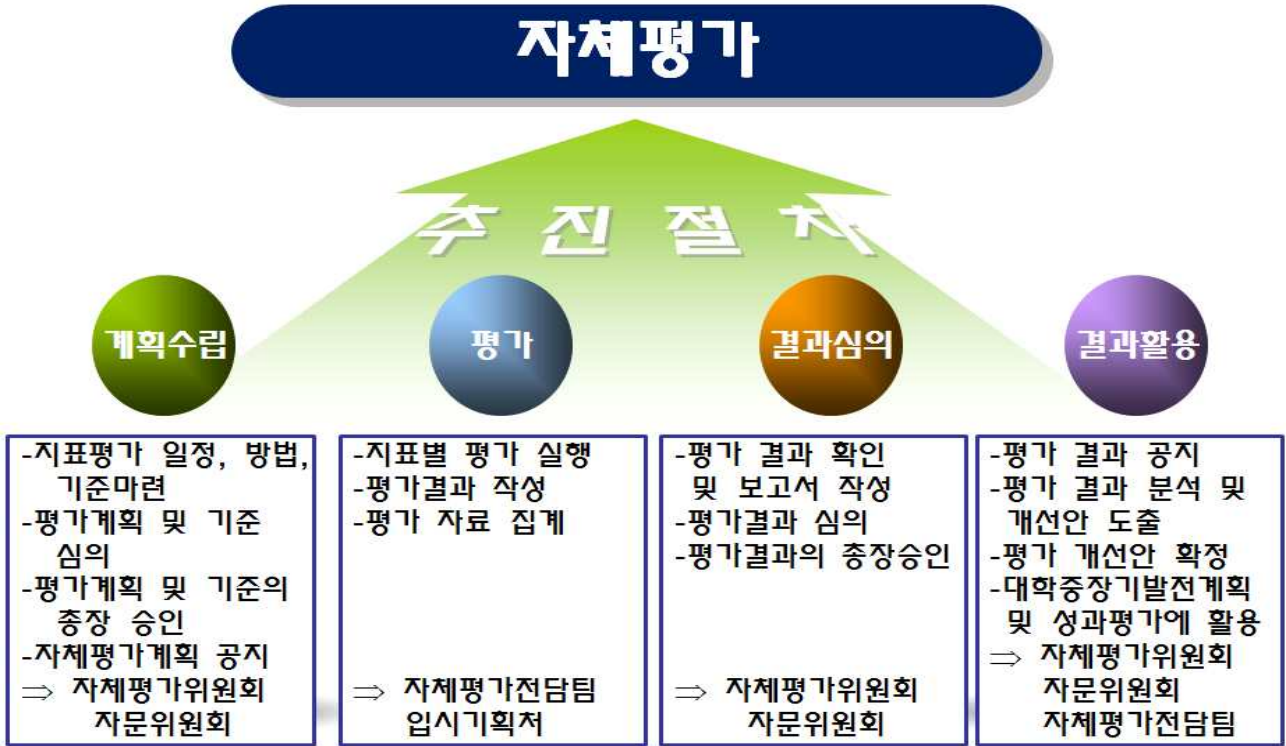 자체평가
추 진 절 차
계획수립
-지표평가 일정, 방법,
기준마련
-평가계획 및 기준
심의
-평가계획 및 기준의
총장 승인
-자체평가계획 공지
⇒ 자체평가위원회
자문위원회
평가
-지표별 평가 실행
-평가결과 작성
-평가 자료 집계
⇒ 자체평가전담팀
입시기획처
결과심의
-평가 결과 확인
및 보고서 작성
-평가결과 심의
-평가결과의 총장승인
⇒ 자체평가위원회
자문위원회
결과활용
-평가 결과 공지
-평가 결과 분석 및
개선안 도출
-평가 개선안 확정
-대학중장기발전계획
및 성과평가에 활용
⇒ 자체평가위원회
자문위원회
자체평가전담팀